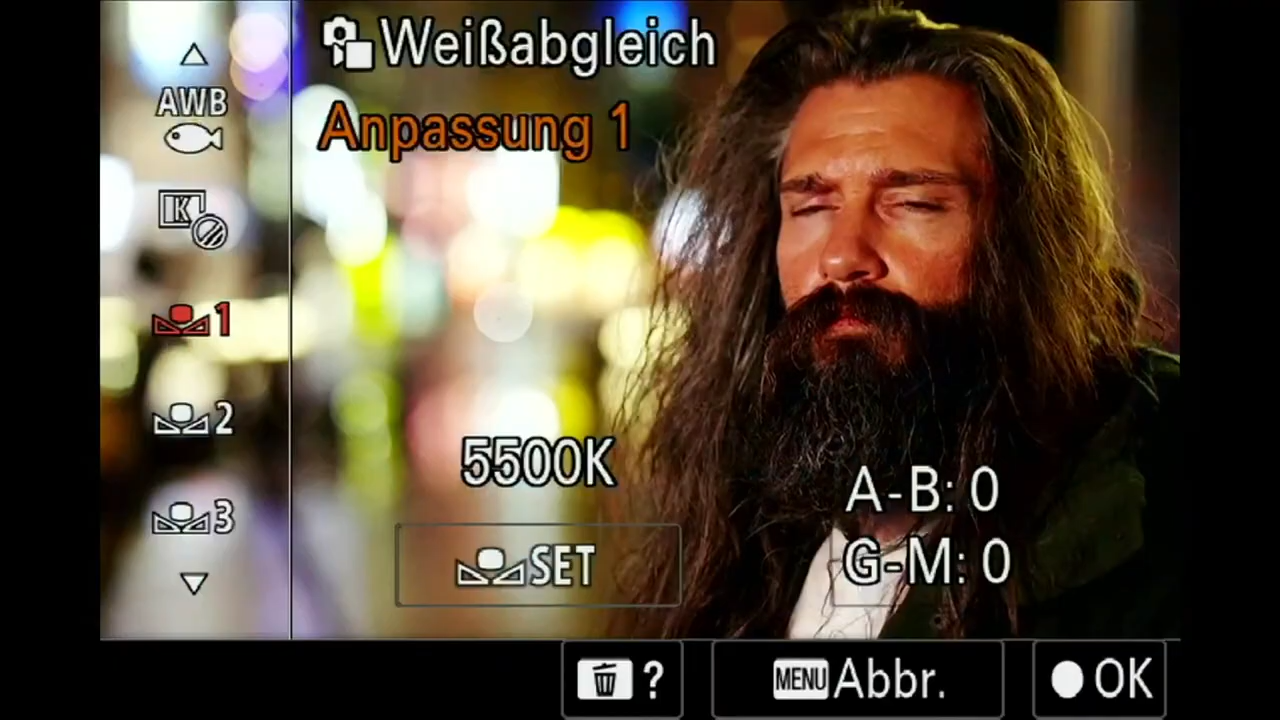 Weißabgleich
Anpassung 1
AWB
K
1
2
3
5500K
SET
A-B: 0
G-M: 0
?
MENU Abbr.
OK